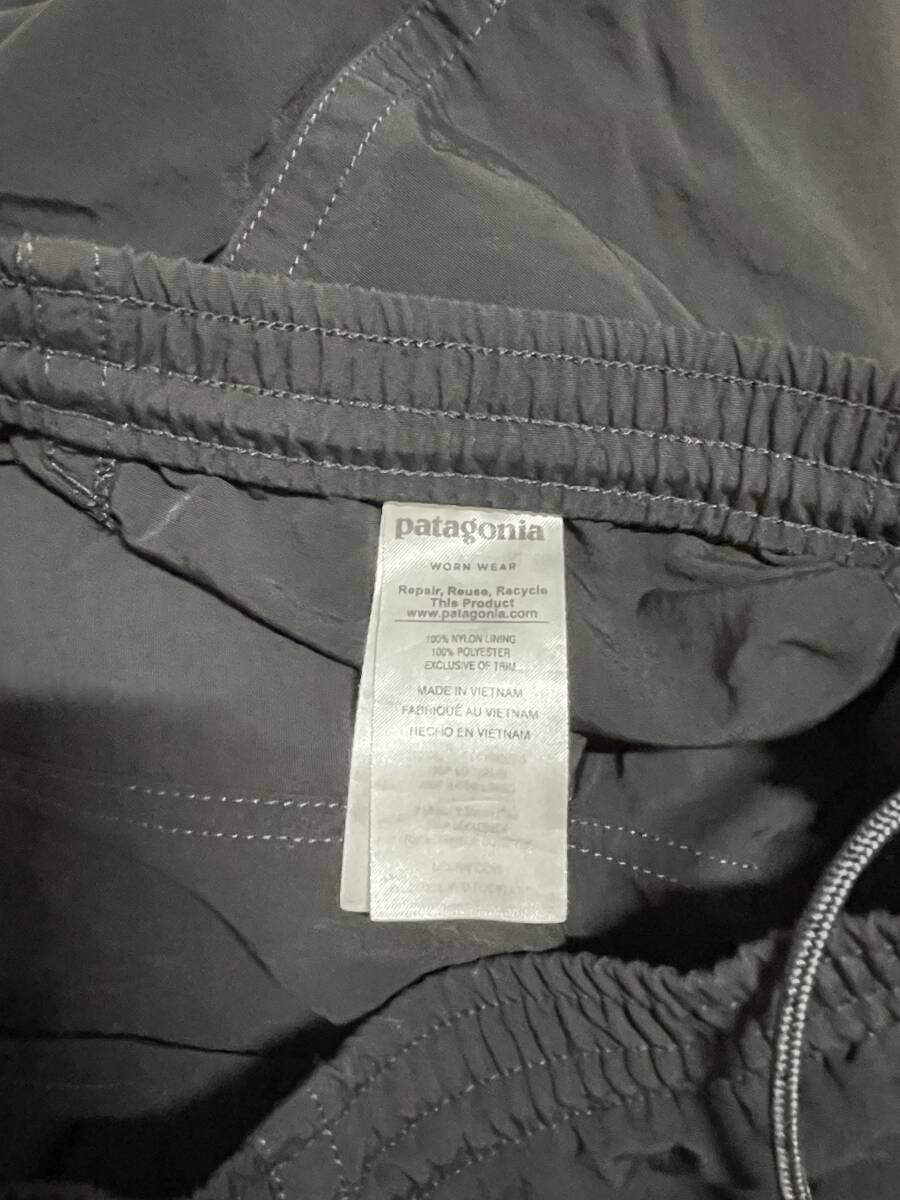 patagonia
WORN WEAR
Repair, Reuse, Recycle
This Product
www.patagonia.com
100% NYLON LINING
100% POLYESTER
EXCLUSIVE OF TRIM
MADE IN VIETNAM
FABRIQUÉ AU VIETNAM
HECHO EN VIETNAM